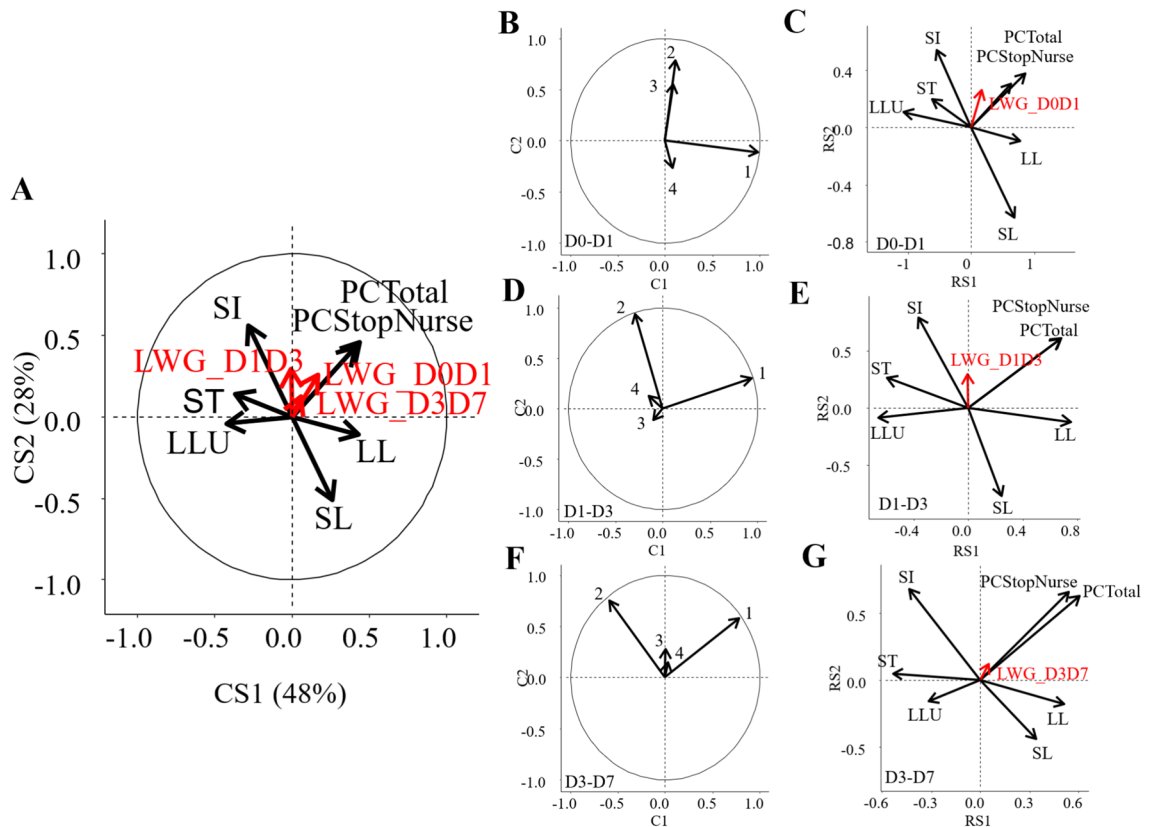 A
1.0
0.5
0.0
-0.5
-1.0
-1.0
-0.5
0.0
0.5
1.0
CS2 (28%)
CS1 (48%)
SI
PCTotal
PCStopNurse
LWG_D1D3
LWG_D0D1
LWG_D3D7
ST
LLU
LL
SL
B
1.0
0.5
0.0
-0.5
-1.0
C2
2
3
1
4
D0-D1
-1.0
-0.5
0.0
0.5
1.0
C1
C
0.4
0.0
-0.4
-0.8
RS2
SI
PCTotal
PCStopNurse
ST
LWG_D0D1
LLU
LL
SL
D0-D1
-1
0
1
RS1
D
1.0
0.5
0.0
-0.5
-1.0
C2
2
1
4
3
D1-D3
-1.0
-0.5
0.0
0.5
1.0
C1
E
0.5
0.0
-0.5
RS2
SI
PCStopNurse
PCTotal
ST
LWG_D1D3
LLU
LL
SL
D1-D3
-0.4
0.0
0.4
0.8
RS1
F
1.0
0.5
0.0
-0.5
-1.0
C2
2
1
3
4
D3-D7
-1.0
-0.5
0.0
0.5
1.0
C1
G
0.5
0.0
-0.5
RS2
SI
PCStopNurse
PCTotal
ST
LWG_D3D7
LLU
LL
SL
D3-D7
-0.6
-0.3
0.0
0.3
0.6
RS1